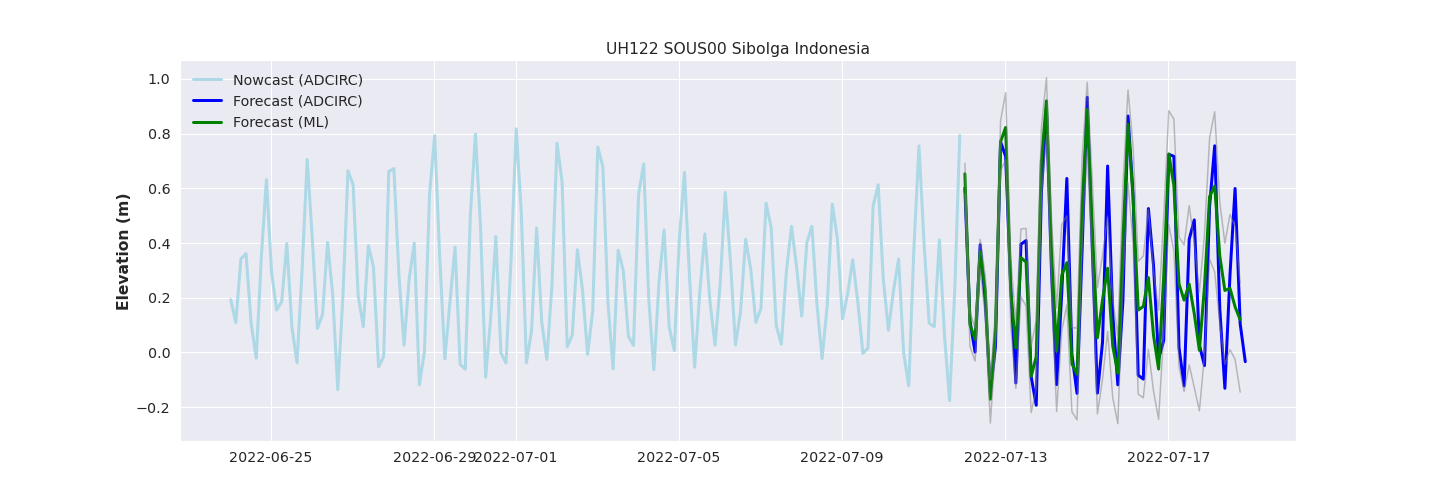 UH122 SOUS00 Sibolga Indonesia
Nowcast (ADCIRC)
Forecast (ADCIRC)
Forecast (ML)
Elevation (m)
1.0
0.8
0.6
0.4
0.2
0.0
−0.2
2022-06-25
2022-06-29
2022-07-01
2022-07-05
2022-07-09
2022-07-13
2022-07-17